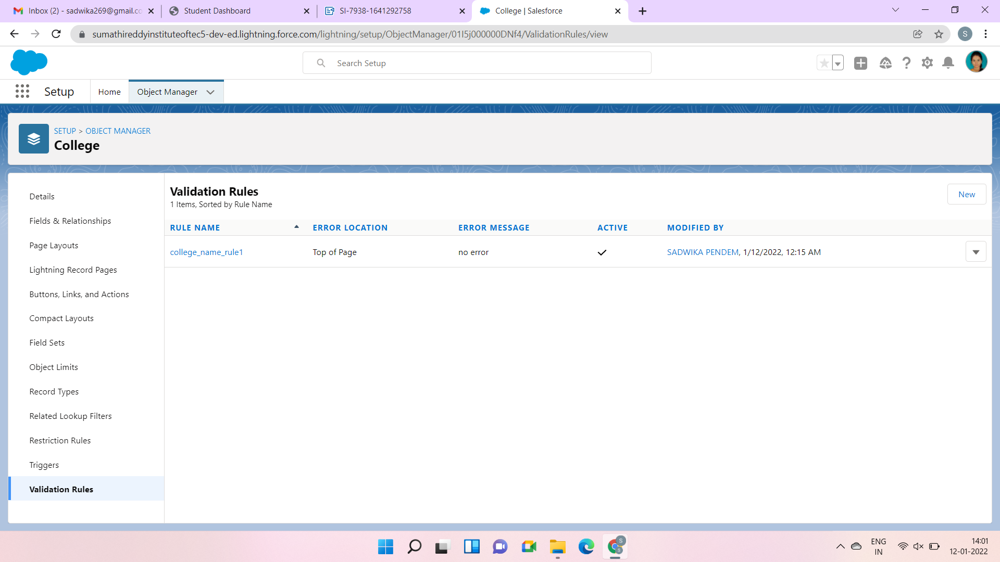 Inbox (2) - sadwika269@gmail.co
Student Dashboard
SI-7938-1641292758
College | Salesforce
sumathireddyinstituteoftec5-dev-ed.lightning.force.com/lightning/setup/ObjectManager/01I5j000000DNf4/ValidationRules/view
S
Search Setup
Setup
Home
Object Manager
SETUP > OBJECT MANAGER
College
Details
Fields & Relationships
Page Layouts
Lightning Record Pages
Buttons, Links, and Actions
Compact Layouts
Field Sets
Object Limits
Record Types
Related Lookup Filters
Restriction Rules
Triggers
Validation Rules
Validation Rules
1 Items, Sorted by Rule Name
New
RULE NAME ERROR LOCATION ERROR MESSAGE ACTIVE MODIFIED BY
college_name_rule1 Top of Page no error SADWIKA PENDEM, 1/12/2022, 12:15 AM
S
S
ENG
IN
14:01
12-01-2022